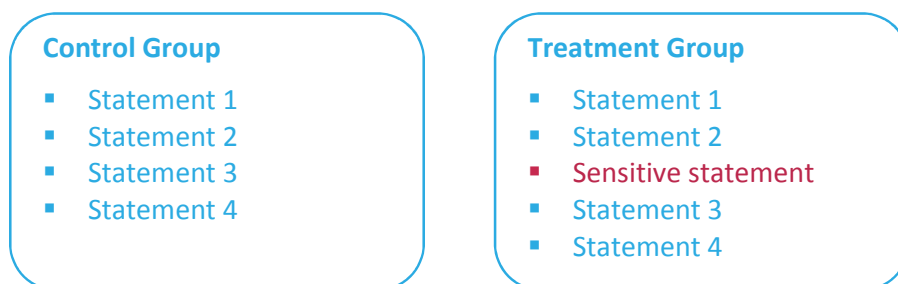 Control Group
▪ Statement 1
▪ Statement 2
▪ Statement 3
▪ Statement 4
Treatment Group
▪ Statement 1
▪ Statement 2
▪ Sensitive statement
▪ Statement 3
▪ Statement 4